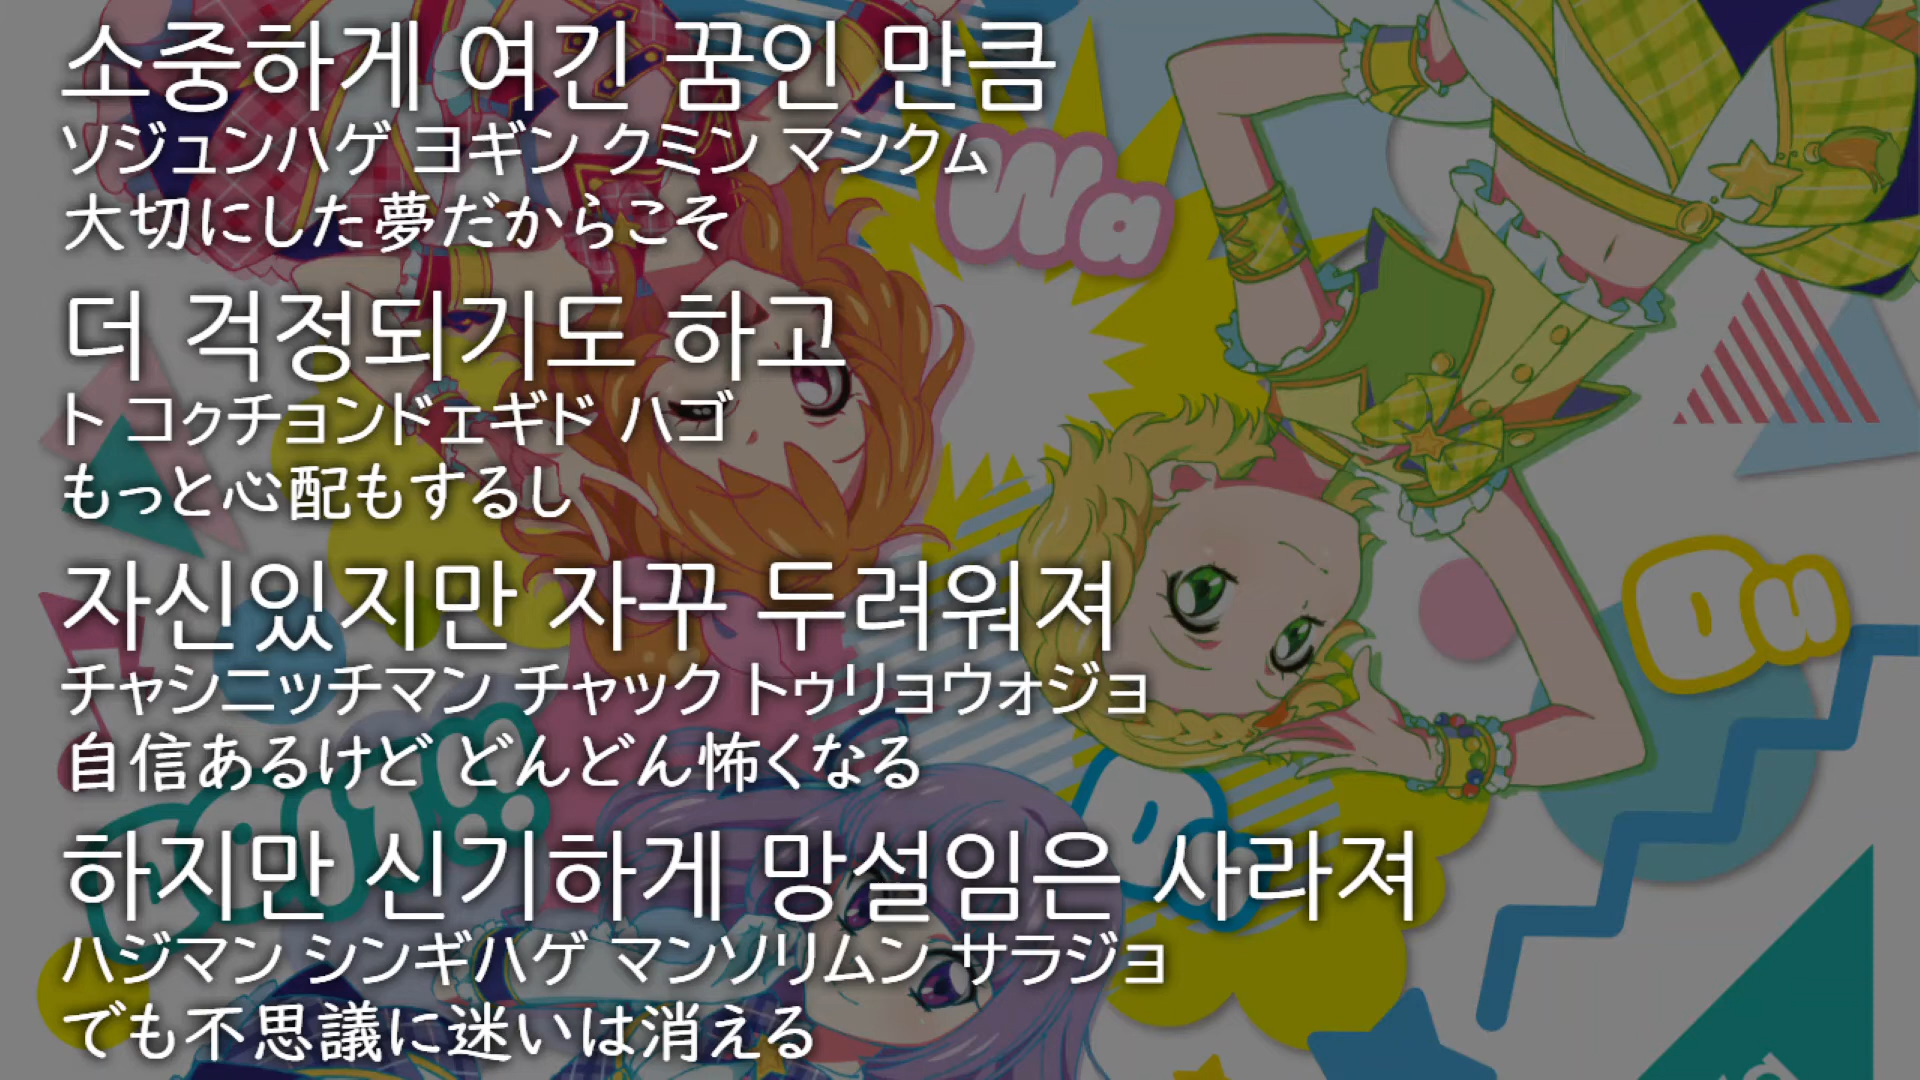 소중하게 여긴 꿈인 만큼
ソジュンハゲ ヨギン クミン マンクム
大切にした夢だからこそ
Wa
더 걱정되기도 하고
ト コクチョンドェギド ハゴ
もっと心配もするし
자신있지만 자꾸 두려워져
チャシニッチマン チャック トゥリョウォジョ
自信あるけど どんどん怖くなる
Du
하지만 신기하게 망설임은 사라져
ハジマン シンギハゲ マンソリムン サラジョ
でも不思議に迷いは消える